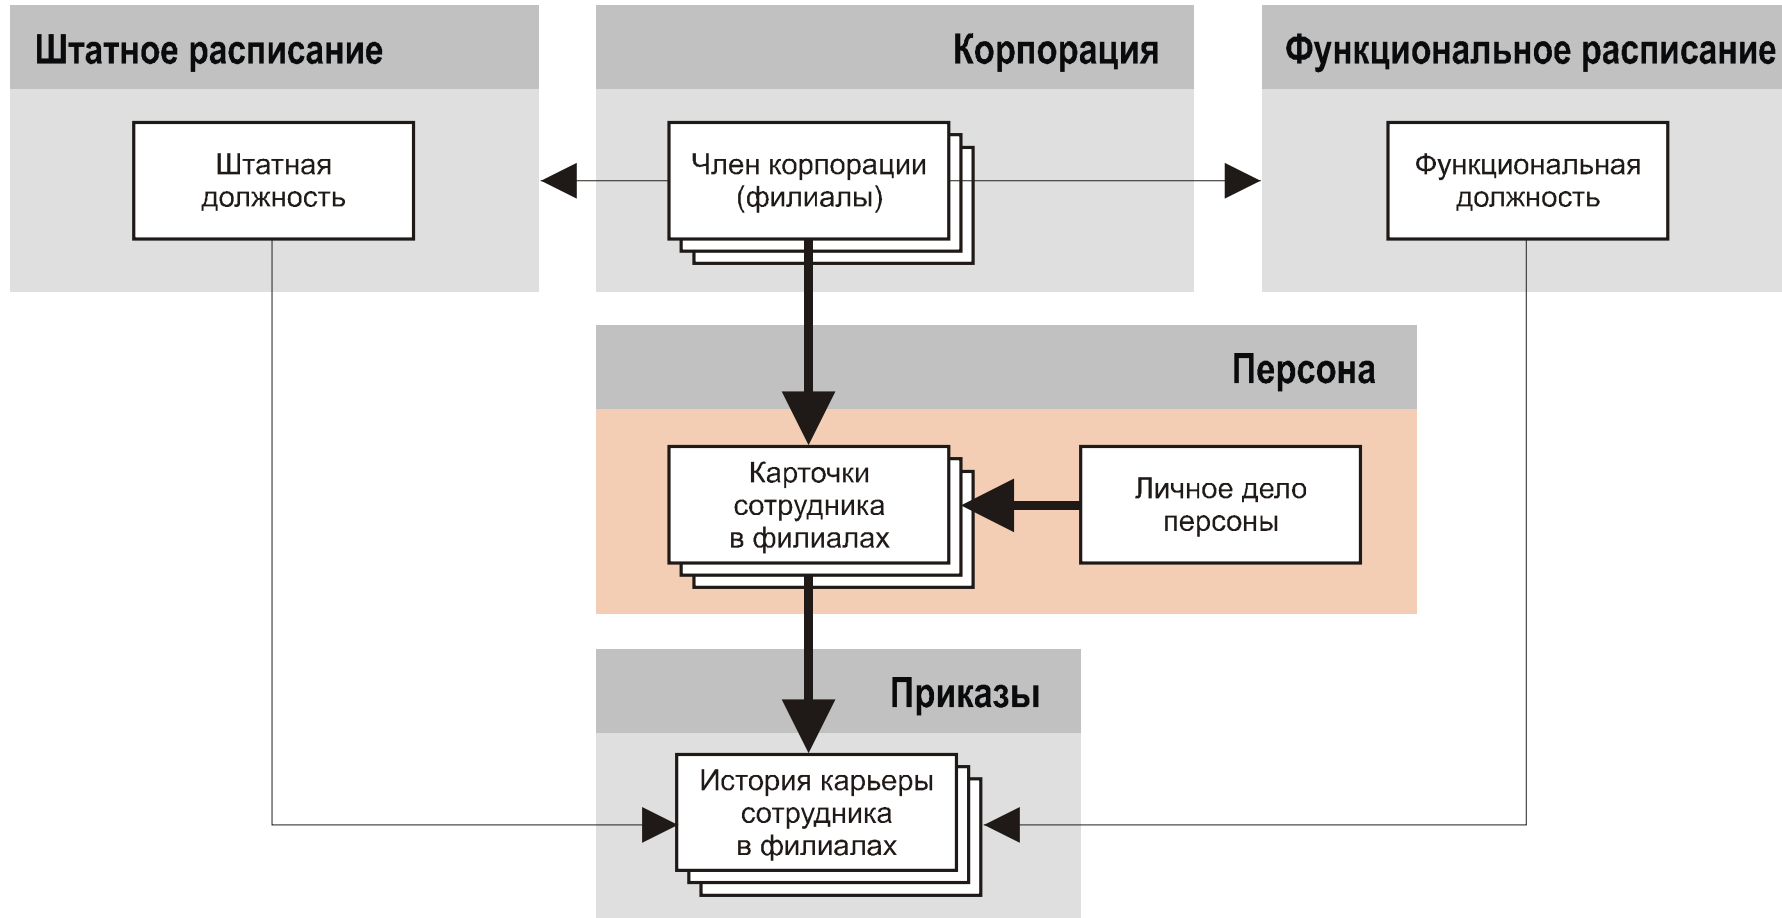 Штатное расписание
Корпорация
Функциональное расписание
Штатная
должность
Член корпорации
(филиалы)
Функциональная
должность
Персона
Карточки
сотрудника
в филиалах
Личное дело
персоны
Приказы
История карьеры
сотрудника
в филиалах